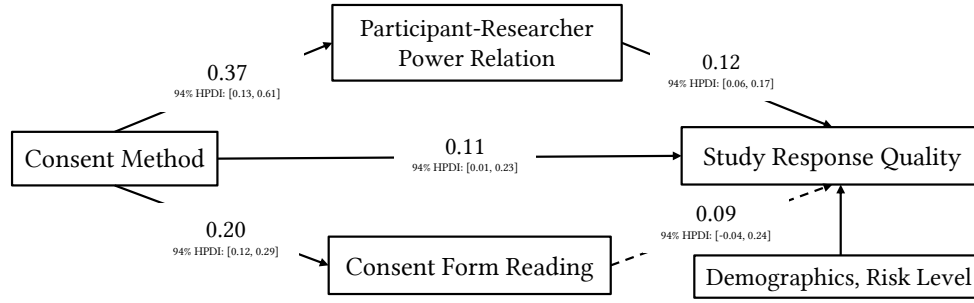 Participant-Researcher
Power Relation
0.37
94% HPDI: [0.13, 0.61]
0.12
94% HPDI: [0.06, 0.17]
Consent Method
0.11
94% HPDI: [0.01, 0.23]
Study Response Quality
0.20
94% HPDI: [0.12, 0.29]
0.09
94% HPDI: [-0.04, 0.24]
Consent Form Reading
Demographics, Risk Level